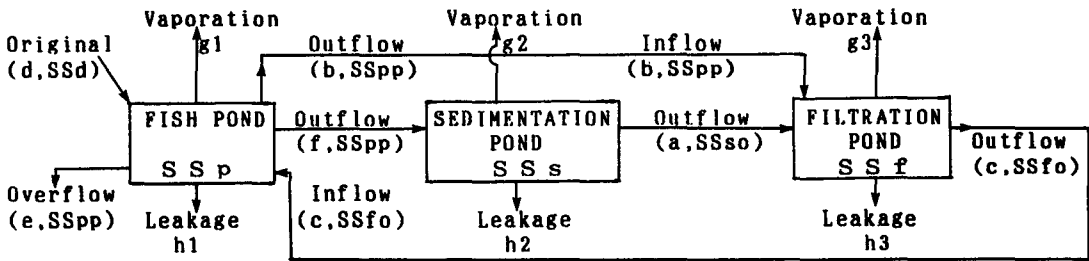 Vaporation
g1
Vaporation
g2
Vaporation
g3
Original
(d,SSd)
Outflow
(b,SSpp)
Inflow
(b,SSpp)
FISH POND
SSp
Outflow
(f,SSpp)
SEDIMENTATION
POND
SSs
Outflow
(a,SSso)
FILTRATION
POND
SSf
Outflow
(c,SSfo)
Overflow
(e,SSpp)
Leakage
h1
Inflow
(c,SSfo)
Leakage
h2
Leakage
h3